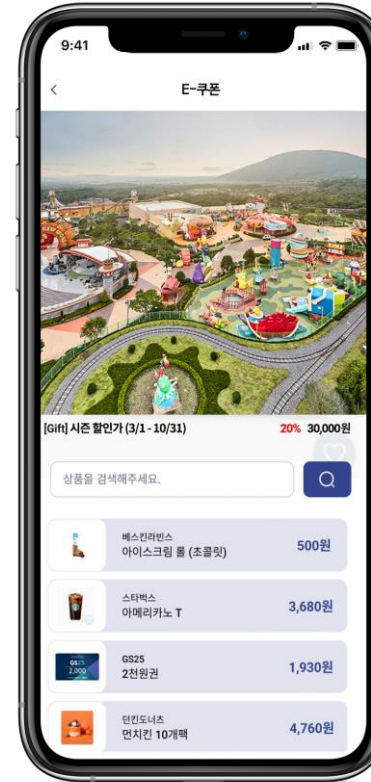 9:41
E-쿠폰
[Gift] 시즌 할인가 (3/1 - 10/31) 20% 30,000원
상품을 검색해주세요.
베스킨라빈스
아이스크림 롤 (초콜릿)
500원
스타벅스
아메리카노 T
3,680원
GS25
2,000
GS25
2천원권
1,930원
던킨도너츠
먼치킨 10개팩
4,760원